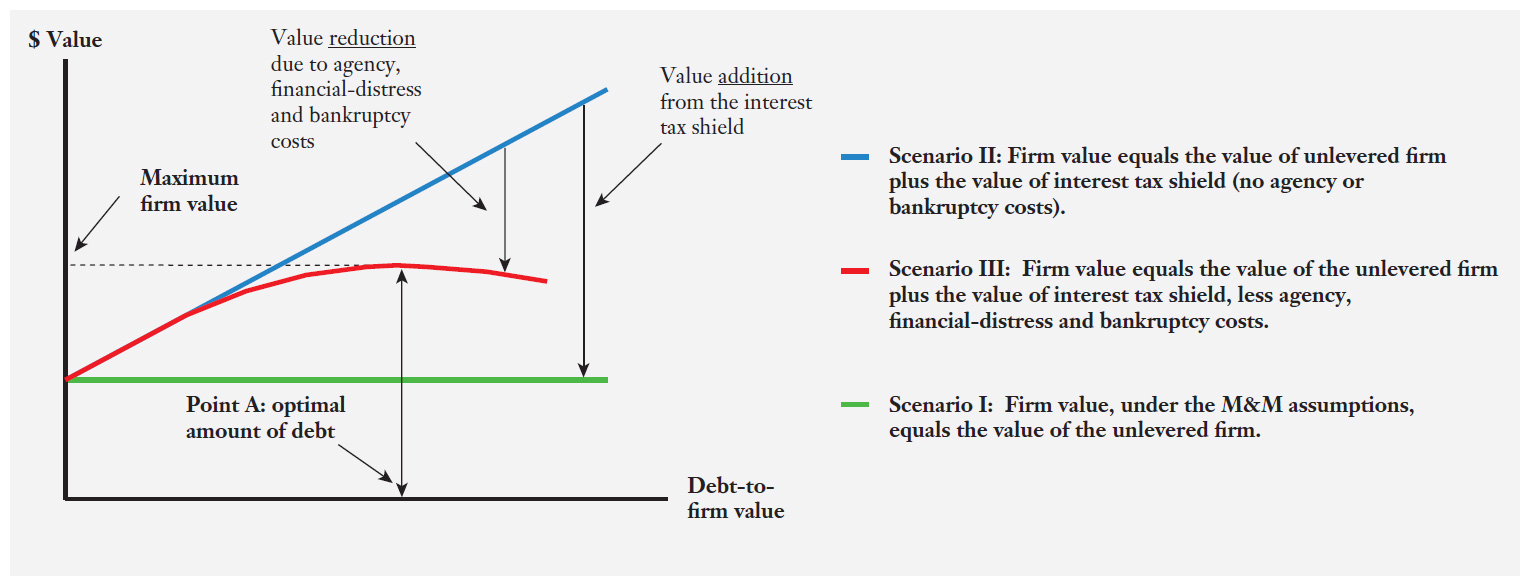 $ Value
Value reduction
due to agency,
financial-distress
and bankruptcy
costs
Value addition
from the interest
tax shield
Maximum
firm value
Point A: optimal
amount of debt
Debt-to-
firm value
Scenario II: Firm value equals the value of unlevered firm
plus the value of interest tax shield (no agency or
bankruptcy costs).
Scenario III:  Firm value equals the value of the unlevered firm
plus the value of interest tax shield, less agency,
financial-distress and bankruptcy costs.
Scenario I:  Firm value, under the M&M assumptions,
equals the value of the unlevered firm.